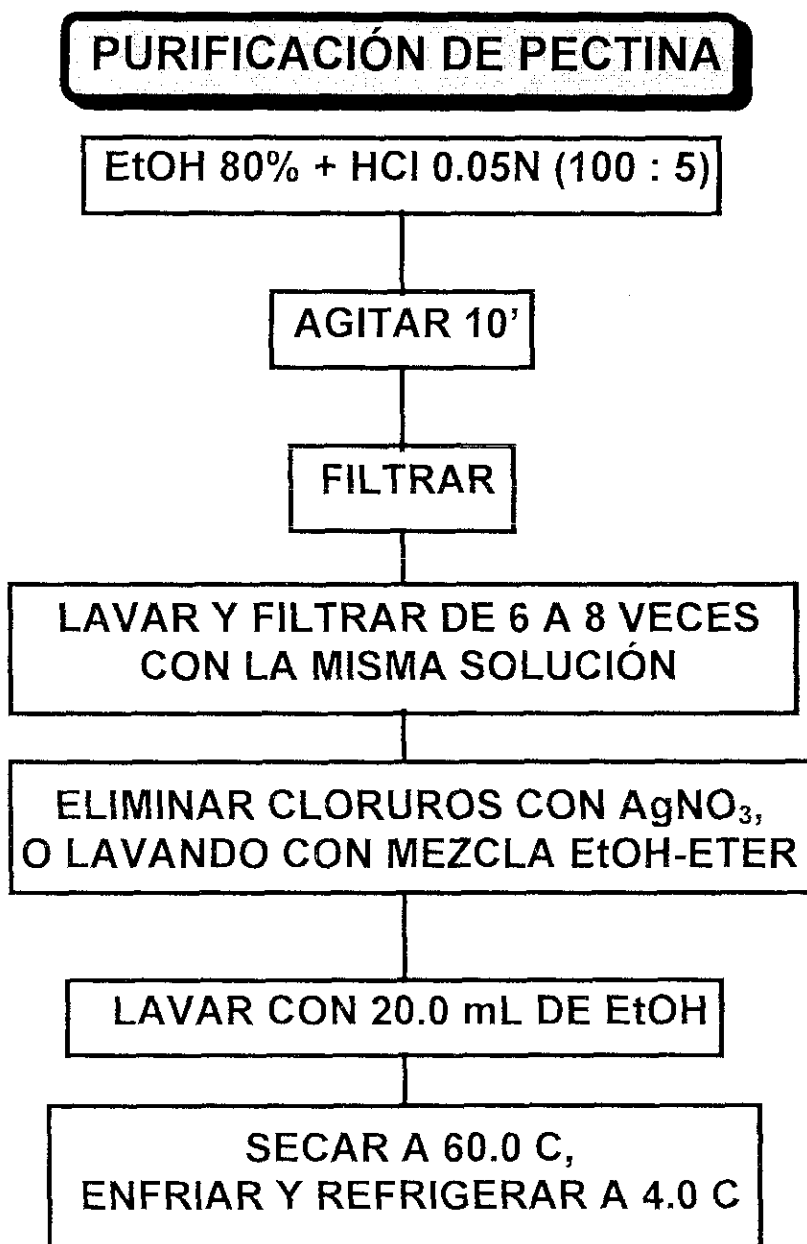 PURIFICACIÓN DE PECTINA
EtOH 80% + HCl 0.05N (100 : 5)
AGITAR 10’
FILTRAR
LAVAR Y FILTRAR DE 6 A 8 VECES
CON LA MISMA SOLUCIÓN
ELIMINAR CLORUROS CON AgNO₃,
O LAVANDO CON MEZCLA EtOH-ETER
LAVAR CON 20.0 mL DE EtOH
SECAR A 60.0 C,
ENFRIAR Y REFRIGERAR A 4.0 C